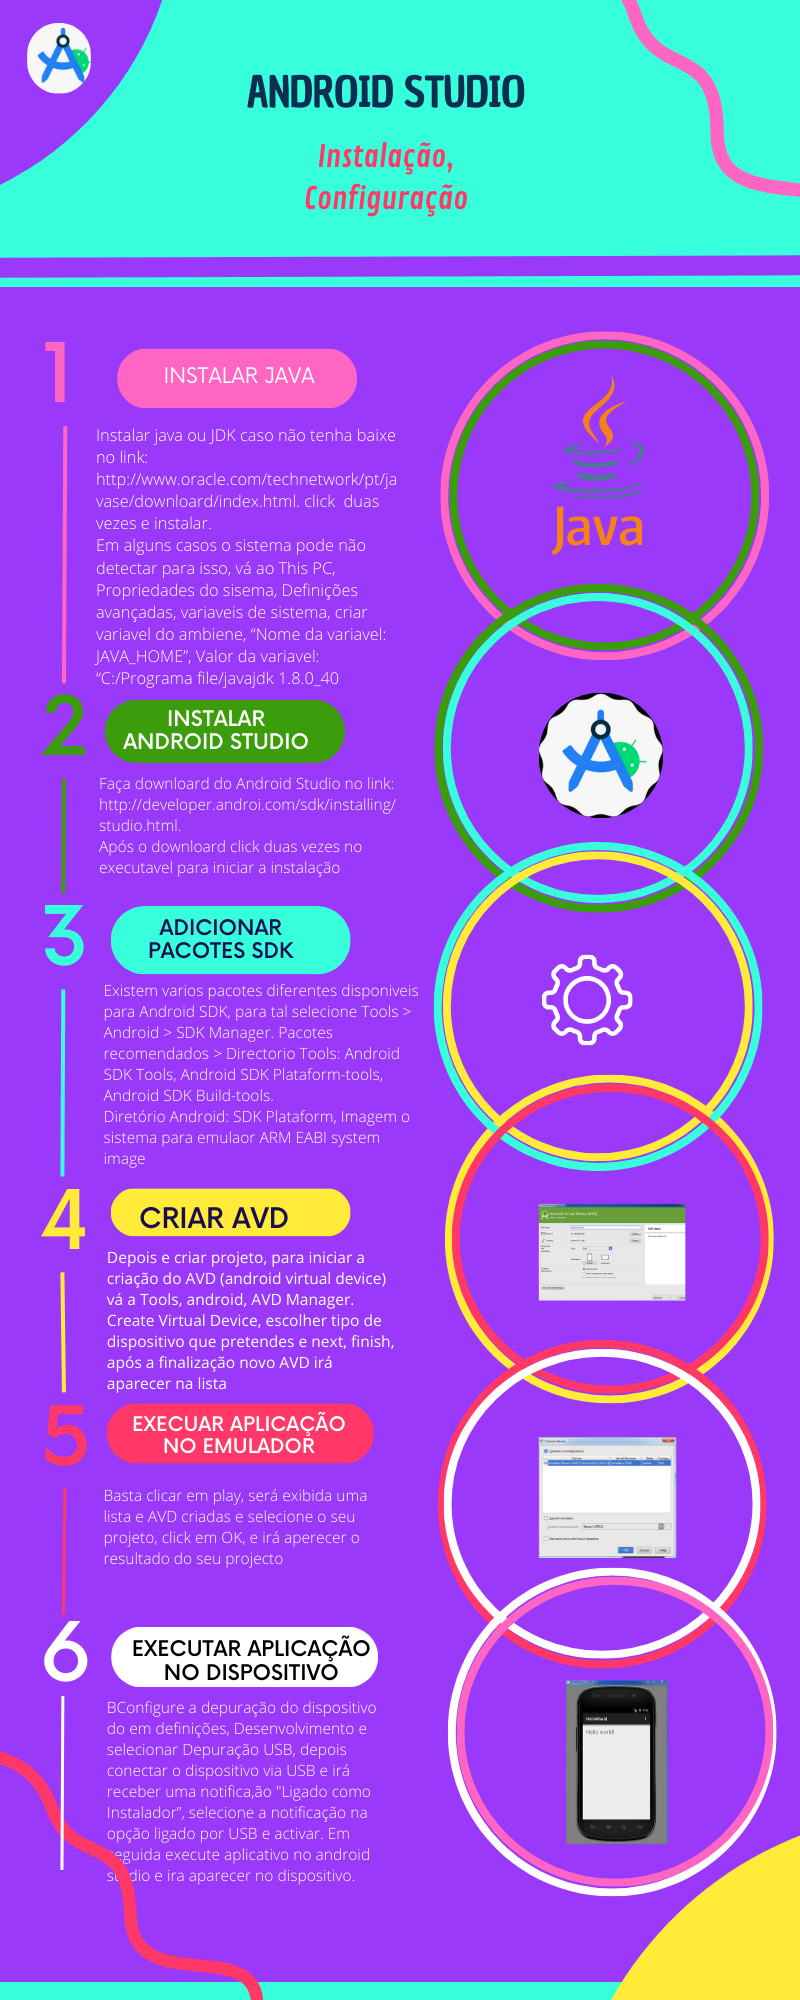 ANDROID STUDIO
Instalação,
Configuração
1
INSTALAR JAVA
Instalar java ou JDK caso não tenha baixe
no link:
http://www.oracle.com/technetwork/pt/ja
vase/downloard/index.html. click  duas
vezes e instalar.
Em alguns casos o sistema pode não
detectar para isso, vá ao This PC,
Propriedades do sisema, Definições
avançadas, variaveis de sistema, criar
variavel do ambiene, “Nome da variavel:
JAVA_HOME”, Valor da variavel:
“C:/Programa file/javajdk 1.8.0_40
Java
2
INSTALAR
ANDROID STUDIO
Faça downloard do Android Studio no link:
http://developer.androi.com/sdk/installing/
studio.html.
Após o downloard click duas vezes no
executavel para iniciar a instalação
3
ADICIONAR
PACOTES SDK
Existem varios pacotes diferentes disponiveis
para Android SDK, para tal selecione Tools >
Android > SDK Manager. Pacotes
recomendados > Directorio Tools: Android
SDK Tools, Android SDK Plataform-tools,
Android SDK Build-tools.
Diretório Android: SDK Plataform, Imagem o
sistema para emulaor ARM EABI system
image
4
CRIAR AVD
Depois e criar projeto, para iniciar a
criação do AVD (android virtual device)
vá a Tools, android, AVD Manager.
Create Virtual Device, escolher tipo de
dispositivo que pretendes e next, finish,
após a finalização novo AVD irá
aparecer na lista
5
EXECUAR APLICAÇÃO
NO EMULADOR
Basta clicar em play, será exibida uma
lista e AVD criadas e selecione o seu
projeto, click em OK, e irá aperecer o
resultado do seu projecto
6
EXECUTAR APLICAÇÃO
NO DISPOSITIVO
BConfigure a depuração do dispositivo
do em definições, Desenvolvimento e
selecionar Depuração USB, depois
conectar o dispositivo via USB e irá
receber uma notifica,ão "Ligado como
Instalador”, selecione a notificação na
opção ligado por USB e activar. Em
seguida execute aplicativo no android
studio e ira aparecer no dispositivo.
HelloWorld
Hello world!